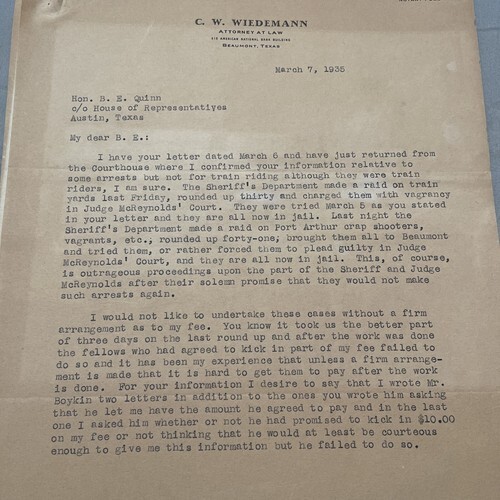 C. W. WIEDEMANN
ATTORNEY AT LAW
AMERICAN NATIONAL BANK BUILDING
BEAUMONT, TEXAS
March 7, 1935
Hon. B. E. Quinn
c/o House of Representatives
Austin, Texas
My dear B. E.:
I have your letter dated March 6 and have just returned from
the Courthouse where I confirmed your information relative to
some arrests but not for train riding although they were train
riders, I am sure. The Sheriff's Department made a raid on train
yards last Friday, rounded up thirty and charged them with vagrancy
in Judge McReynolds' Court. They were tried March 5 as you stated
in your letter and they are all now in jail. Last night the
Sheriff's Department made a raid on Port Arthur crap shooters,
vagrants, etc., rounded up forty-one, brought them all to Beaumont
and tried them, or rather forced them to plead guilty in Judge
McReynolds' Court, and they are all now in jail. This, of course,
is outrageous proceedings upon the part of the Sheriff and Judge
McReynolds after their solemn promise that they would not make
such arrests again.
I would not like to undertake these cases without a firm
arrangement as to my fee. You know it took us the better part
of three days on the last round up and after the work was done
the fellows who had agreed to kick in part of my fee failed to
do so and it has been my experience that unless a firm arrange-
ment is made that it is hard to get them to pay after the work
is done. For your information I desire to say that I wrote Mr.
Boykin two letters in addition to the ones you wrote him asking
that he let me have the amount he agreed to pay and in the last
one I asked him whether or not he had promised to kick in $10.00
on my fee or not thinking that he would at least be courteous
enough to give me this information but he failed to do so.